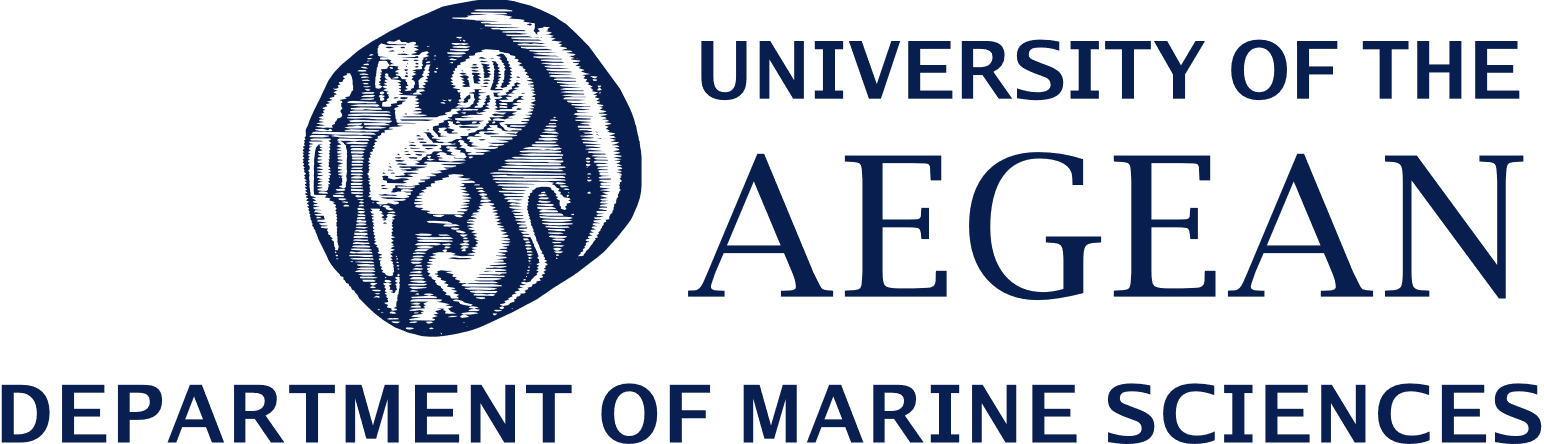 UNIVERSITY OF THE
AEGEAN
DEPARTMENT OF MARINE SCIENCES